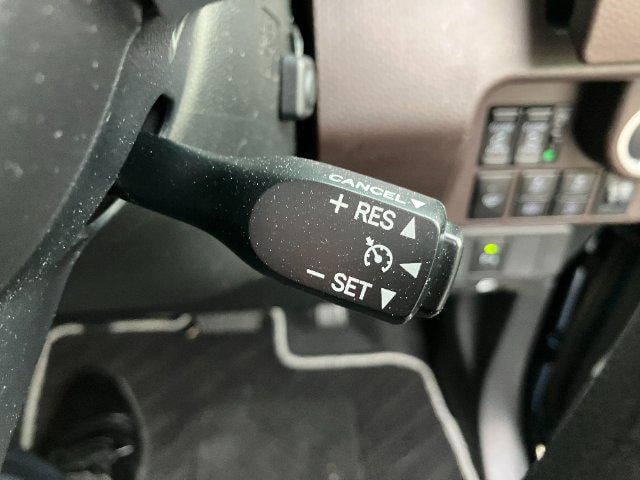 CANCEL▼
+ RES ▲
− SET ▼